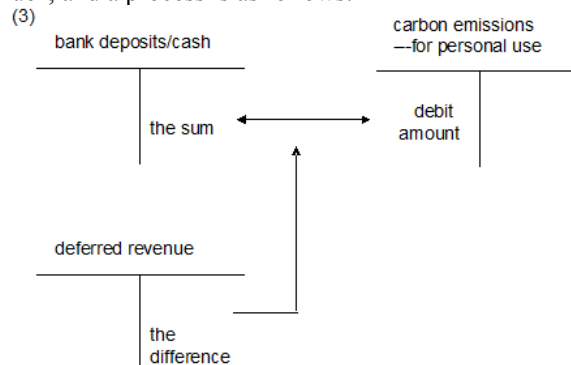 (3)
bank deposits/cash
carbon emissions
—for personal use
the sum
debit
amount
deferred revenue
the
difference